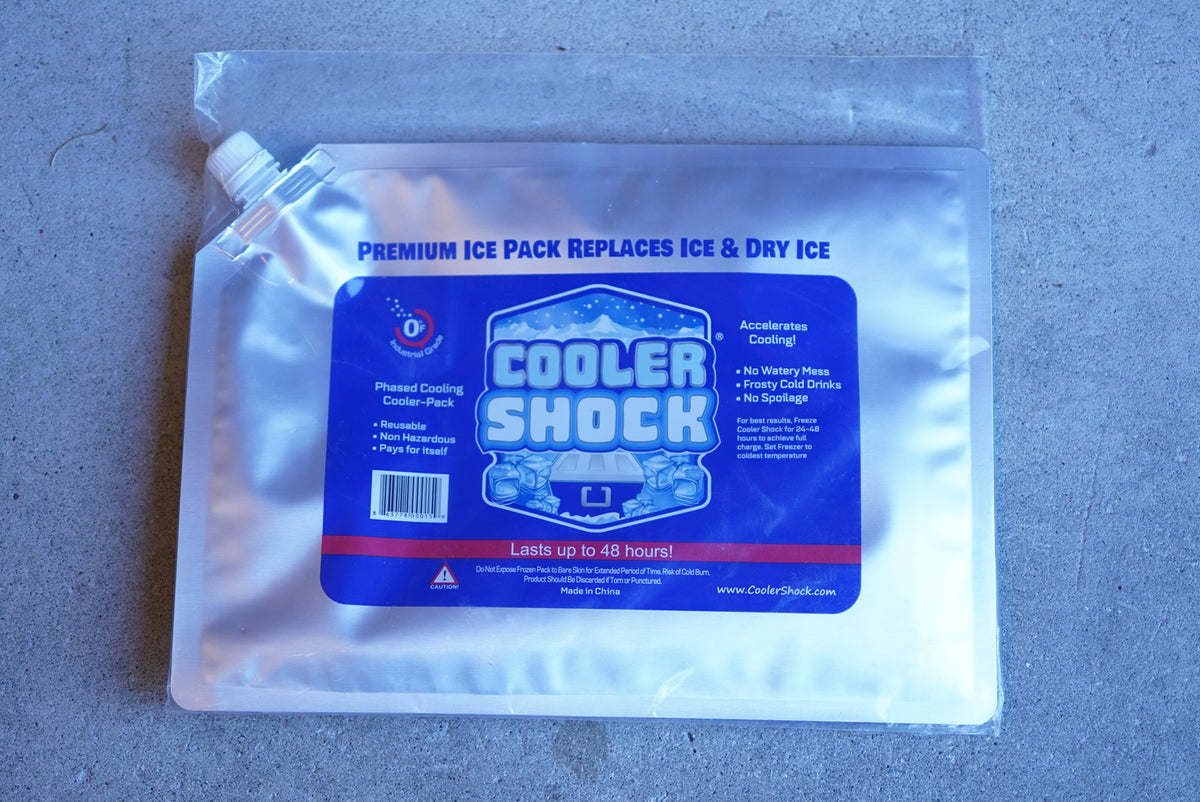 PREMIUM ICE PACK REPLACES ICE & DRY ICE
0°F
Industrial Grade
Phased Cooling
Cooler-Pack
▪ Reusable
▪ Non Hazardous
▪ Pays for itself
COOLER
SHOCK
®
Accelerates
Cooling!
▪ No Watery Mess
▪ Frosty Cold Drinks
▪ No Spoilage
For best results, Freeze
Cooler Shock for 24-48
hours to achieve full
charge. Set Freezer to
coldest temperature
Lasts up to 48 hours!
CAUTION!
Do Not Expose Frozen Pack to Bare Skin for Extended Period of Time. Risk of Cold Burn.
Product Should Be Discarded if Torn or Punctured.
Made in China
www.CoolerShock.com